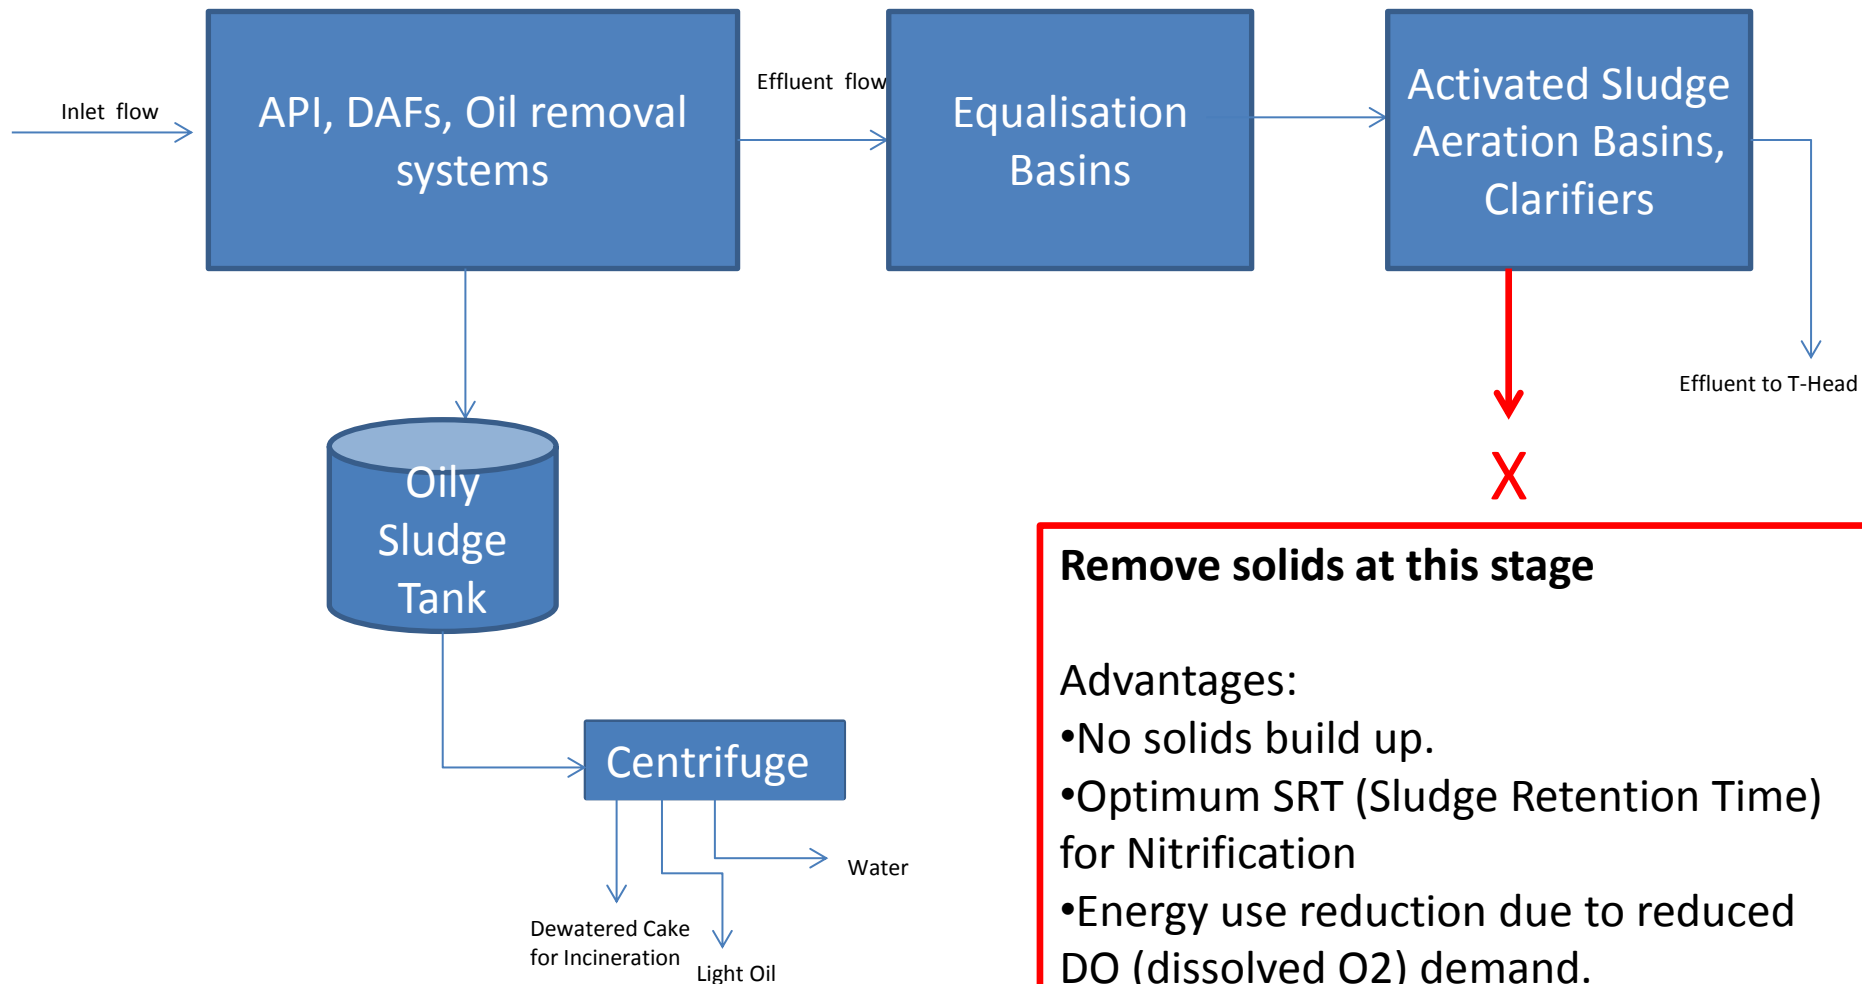 Inlet flow
API, DAFs, Oil removal
systems
Effluent flow
Equalisation
Basins
Activated Sludge
Aeration Basins,
Clarifiers
Effluent to T-Head
X
Oily
Sludge
Tank
Centrifuge
Water
Dewatered Cake
for Incineration
Light Oil
Remove solids at this stage
Advantages:
•No solids build up.
•Optimum SRT (Sludge Retention Time)
for Nitrification
•Energy use reduction due to reduced
DO (dissolved O2) demand.